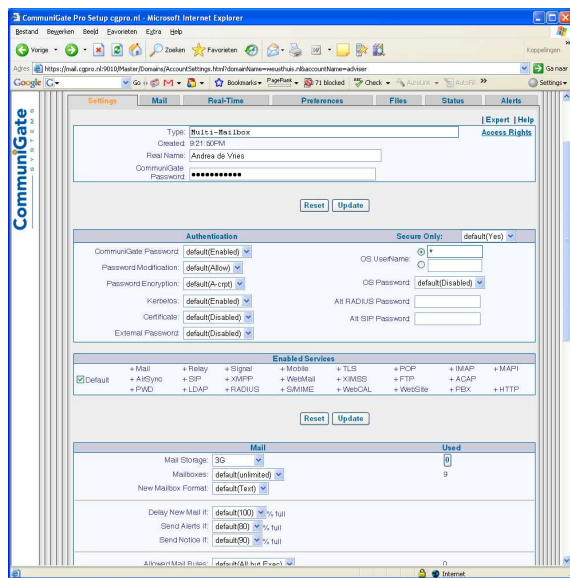 CommuniGate Pro Setup cgpro.nl - Microsoft Internet Explorer
Bestand Bewerken Beeld Favorieten Extra Help
Vorige Zoeken Favorieten Koppelingen
Adres https://mail.cgpro.nl:9010/Master/Domains/AccountSettings.html?domainName=weusthuis.nl&accountName=adviser Ga naar
Google G Go M Bookmarks PageRank 71 blocked Check AutoLink AutoFill Settings
CommuniGate
SYSTEMS
Settings Mail Real-Time Preferences Files Status Alerts
| Expert | Help
Type: Multi-Mailbox Access Rights
Created: 9:21:50PM
Real Name: Andrea de Vries
CommuniGate
Password:
Reset Update
Authentication Secure Only: default(Yes)
CommuniGate Password: default(Enabled) OS UserName: *
Password Modification: default(Allow)
Password Encryption: default(A-crpt) OS Password: default(Disabled)
Kerberos: default(Enabled) Alt RADIUS Password:
Certificate: default(Disabled) Alt SIP Password:
External Password: default(Disabled)
Enabled Services
+ Mail + Relay + Signal + Mobile + TLS + POP + IMAP + MAPI
Default + AirSync + SIP + XMPP + WebMail + XIMSS + FTP + ACAP
+ PWD + LDAP + RADIUS + S/MIME + WebCAL + WebSite + PBX + HTTP
Reset Update
Mail Used
Mail Storage: 3G 0
Mailboxes: default(unlimited) 9
New Mailbox Format: default(Text)
Delay New Mail if: default(100) % full
Send Alerts if: default(80) % full
Send Notice if: default(90) % full
Allowed Mail Rules: default(All but Exec) 0
Internet